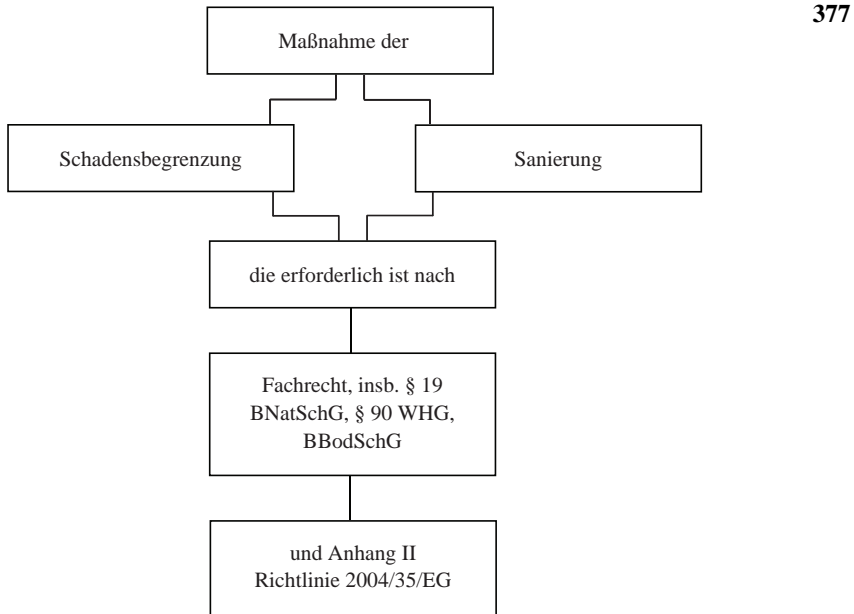 377
Maßnahme der
Schadensbegrenzung
Sanierung
die erforderlich ist nach
Fachrecht, insb. § 19
BNatSchG, § 90 WHG,
BBodSchG
und Anhang II
Richtlinie 2004/35/EG